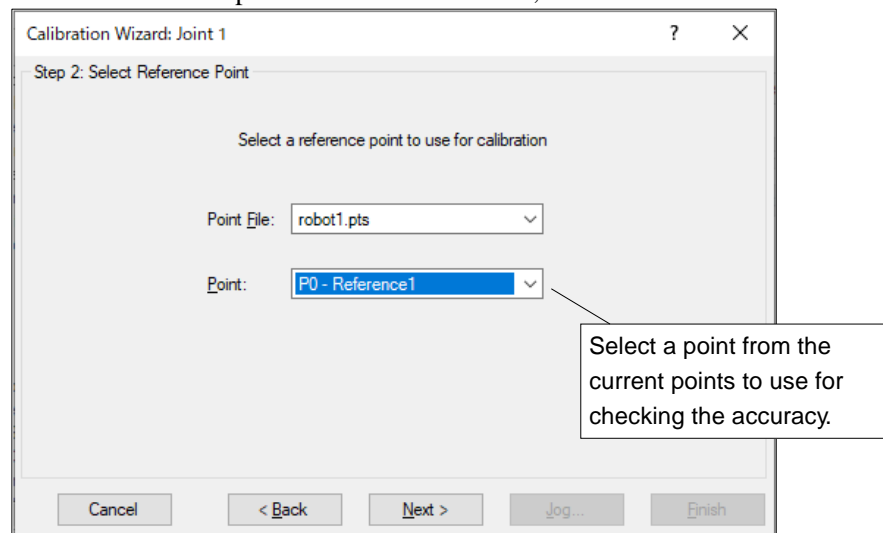 Calibration Wizard: Joint 1 ?
Step 2: Select Reference Point
Select a reference point to use for calibration
Point File: robot1.pts
Point: P0 - Reference1
Select a point from the
current points to use for
checking the accuracy.
Cancel < Back Next > Jog... Finish